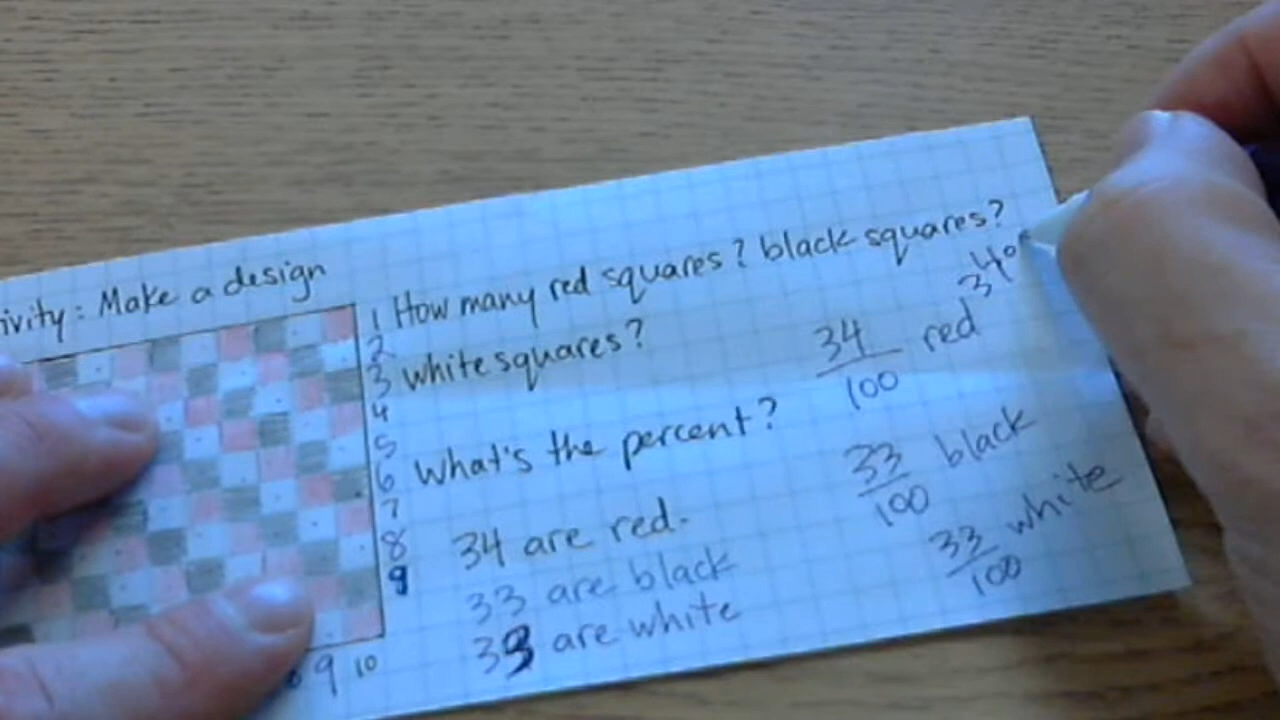 ivity: Make a design
1
2
3
4
5
6
7
8
9
9 10
How many red squares? black squares?
white squares?
What's the percent?
34 are red.
33 are black
33 are white
34
100
red
34%
33
100
black
33
100
white